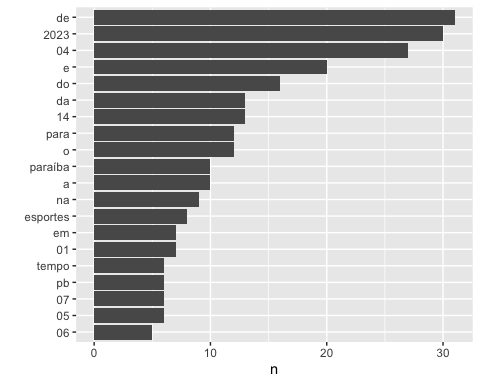 de
2023
04
e
do
da
14
para
o
paraíba
a
na
esportes
em
01
tempo
pb
07
05
06
0 10 20 30
n